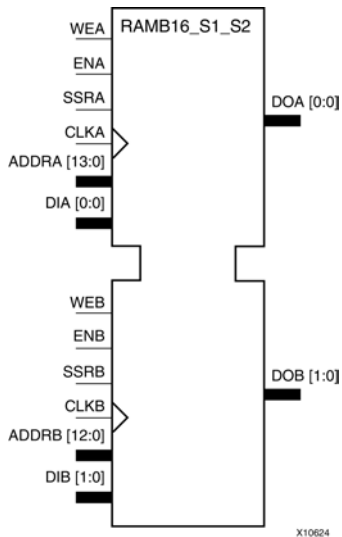 RAMB16_S1_S2
WEA
ENA
SSRA
DOA [0:0]
CLKA
ADDRA [13:0]
DIA [0:0]
WEB
ENB
SSRB
DOB [1:0]
CLKB
ADDRB [12:0]
DIB [1:0]
X10624